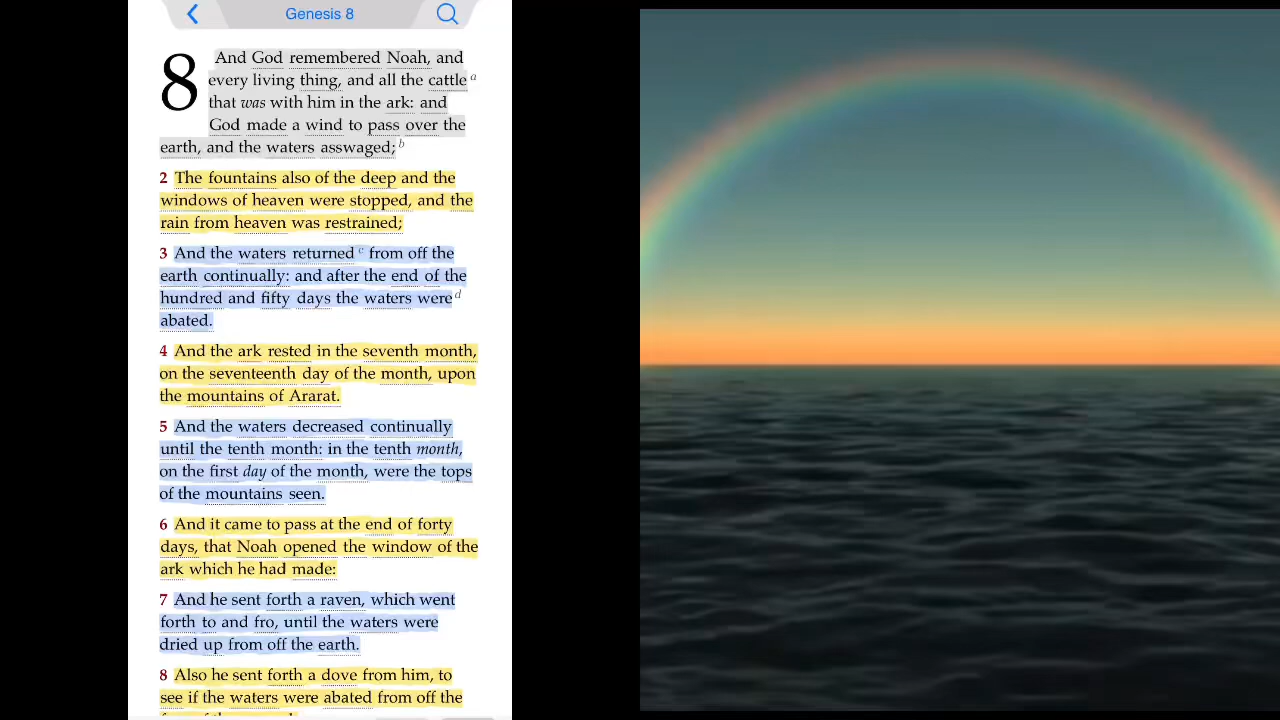 Genesis 8
8 And God remembered Noah, and
every living thing, and all the cattle a
that was with him in the ark: and
God made a wind to pass over the
earth, and the waters asswaged; b
2 The fountains also of the deep and the
windows of heaven were stopped, and the
rain from heaven was restrained;
3 And the waters returned c from off the
earth continually: and after the end of the
hundred and fifty days the waters were d
abated.
4 And the ark rested in the seventh month,
on the seventeenth day of the month, upon
the mountains of Ararat.
5 And the waters decreased continually
until the tenth month: in the tenth month,
on the first day of the month, were the tops
of the mountains seen.
6 And it came to pass at the end of forty
days, that Noah opened the window of the
ark which he had made:
7 And he sent forth a raven, which went
forth to and fro, until the waters were
dried up from off the earth.
8 Also he sent forth a dove from him, to
see if the waters were abated from off the